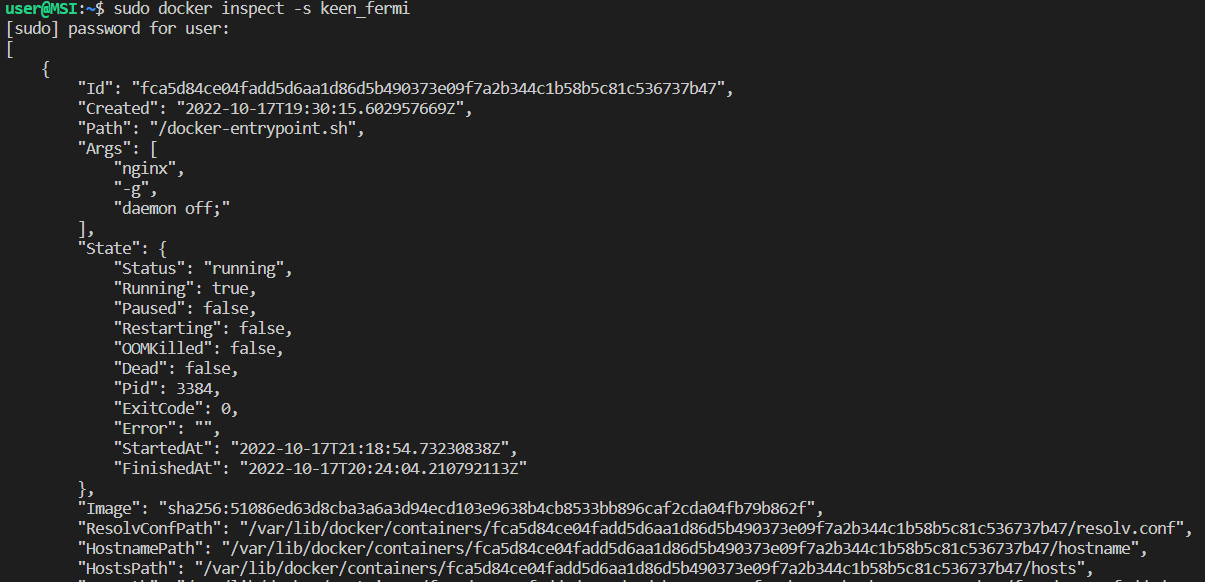 user@MSI:~$ sudo docker inspect -s keen_fermi
[sudo] password for user:
[
    {
        "Id": "fca5d84ce04fadd5d6aa1d86d5b490373e09f7a2b344c1b58b5c81c536737b47",
        "Created": "2022-10-17T19:30:15.602957669Z",
        "Path": "/docker-entrypoint.sh",
        "Args": [
            "nginx",
            "-g",
            "daemon off;"
        ],
        "State": {
            "Status": "running",
            "Running": true,
            "Paused": false,
            "Restarting": false,
            "OOMKilled": false,
            "Dead": false,
            "Pid": 3384,
            "ExitCode": 0,
            "Error": "",
            "StartedAt": "2022-10-17T21:18:54.73230838Z",
            "FinishedAt": "2022-10-17T20:24:04.210792113Z"
        },
        "Image": "sha256:51086ed63d8cba3a6a3d94ecd103e9638b4cb8533bb896caf2cda04fb79b862f",
        "ResolvConfPath": "/var/lib/docker/containers/fca5d84ce04fadd5d6aa1d86d5b490373e09f7a2b344c1b58b5c81c536737b47/resolv.conf",
        "HostnamePath": "/var/lib/docker/containers/fca5d84ce04fadd5d6aa1d86d5b490373e09f7a2b344c1b58b5c81c536737b47/hostname",
        "HostsPath": "/var/lib/docker/containers/fca5d84ce04fadd5d6aa1d86d5b490373e09f7a2b344c1b58b5c81c536737b47/hosts",